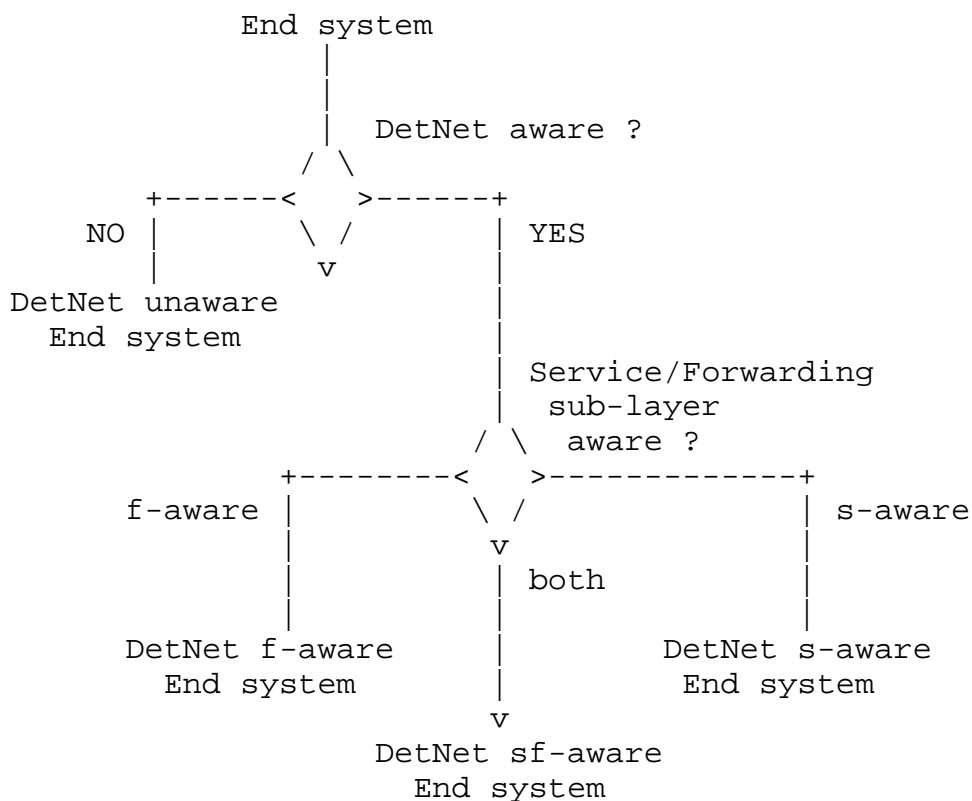 End system
DetNet aware ?
NO
YES
DetNet unaware
End system
Service/Forwarding
sub-layer
aware ?
f-aware
s-aware
both
DetNet f-aware
End system
DetNet s-aware
End system
DetNet sf-aware
End system